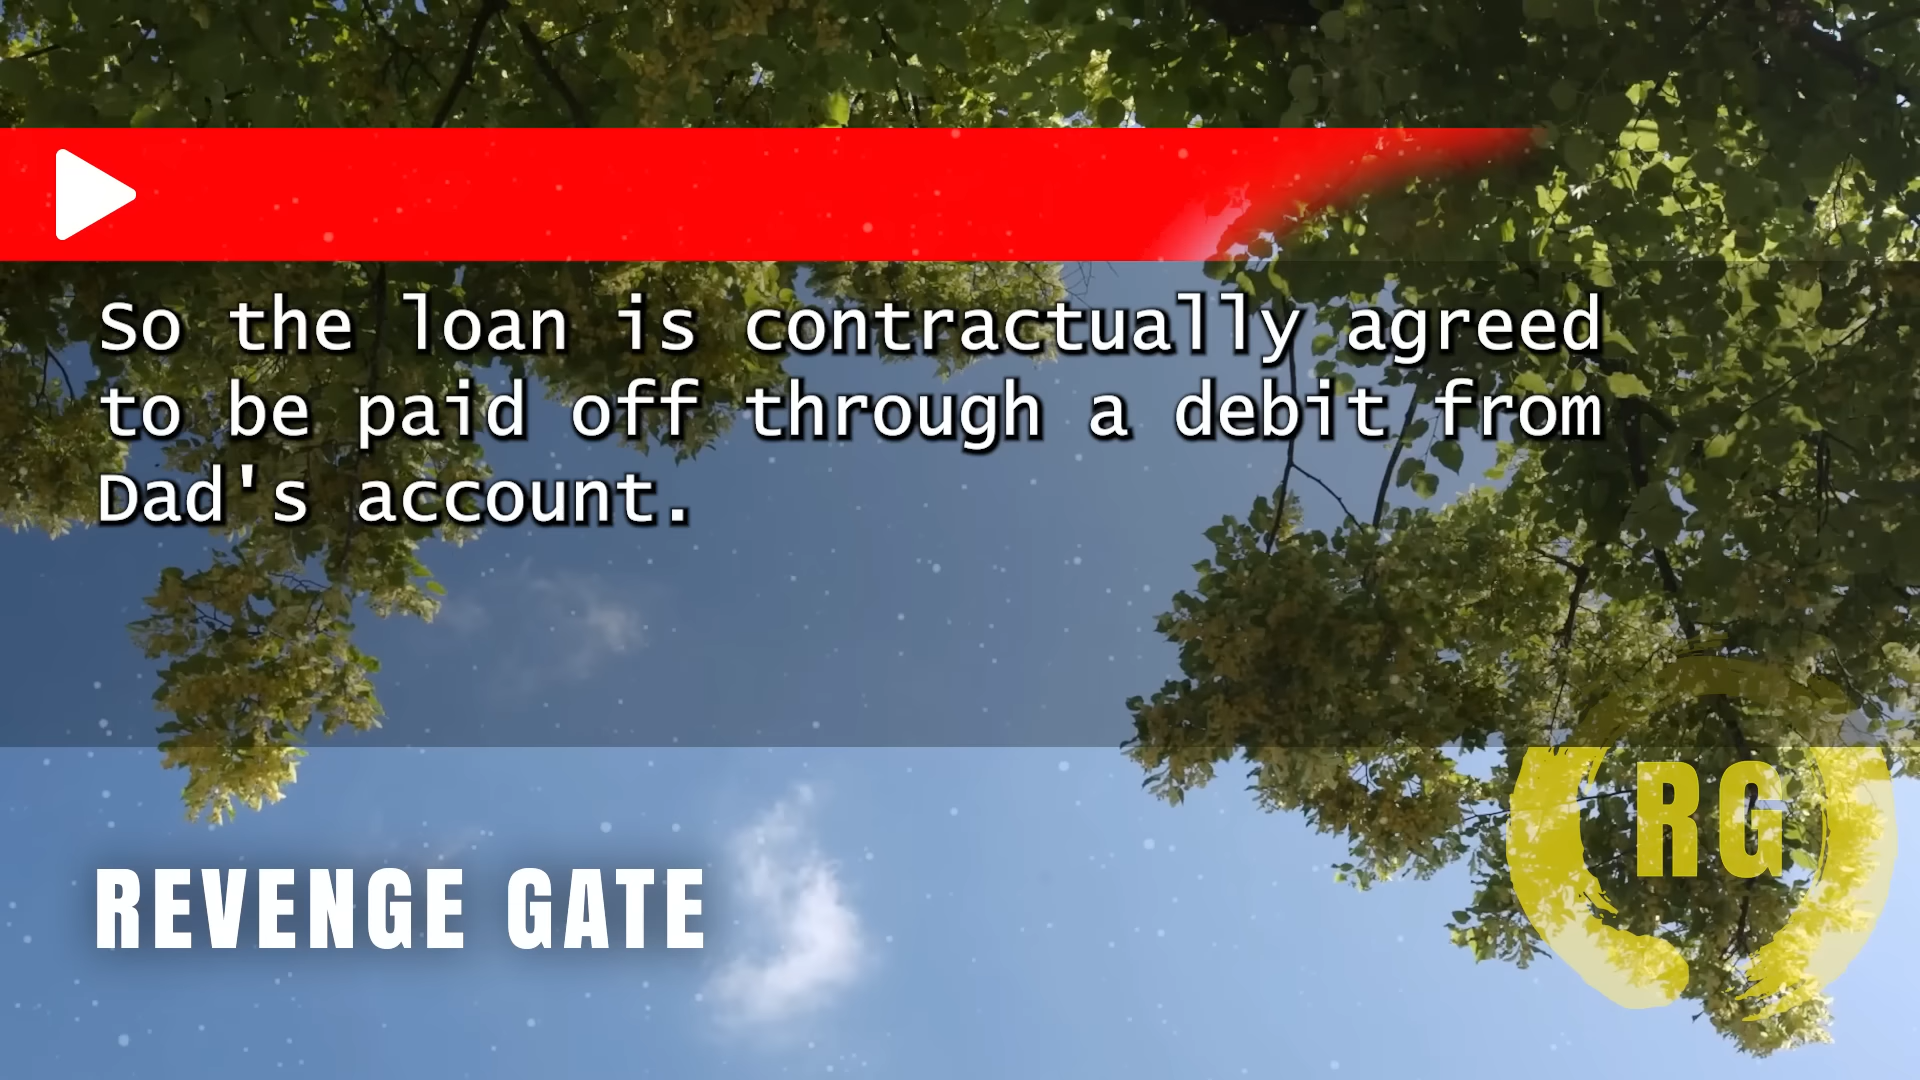 So the loan is contractually agreed
to be paid off through a debit from
Dad's account.
REVENGE GATE
RG